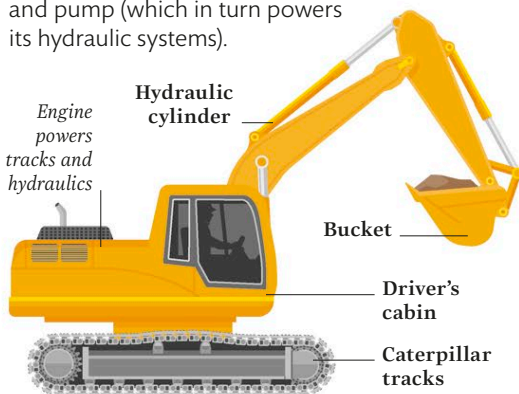 and pump (which in turn powers
its hydraulic systems).
Hydraulic
cylinder
Engine
powers
tracks and
hydraulics
Bucket
Driver’s
cabin
Caterpillar
tracks